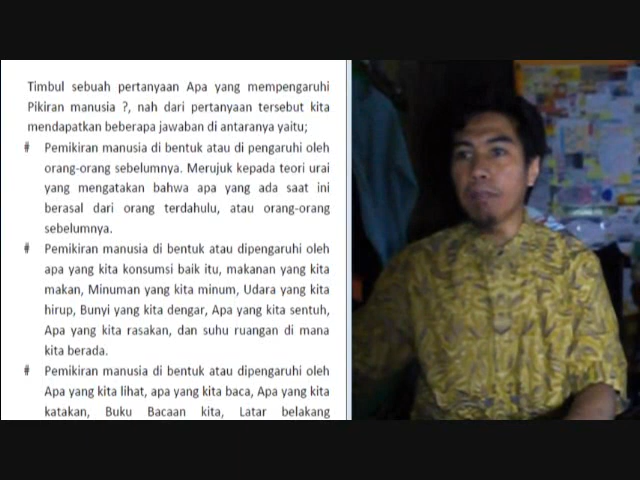 Timbul sebuah pertanyaan Apa yang mempengaruhi
Pikiran manusia ?, nah dari pertanyaan tersebut kita
mendapatkan beberapa jawaban di antaranya yaitu;
# Pemikiran manusia di bentuk atau di pengaruhi oleh
orang-orang sebelumnya. Merujuk kepada teori urai
yang mengatakan bahwa apa yang ada saat ini
berasal dari orang terdahulu, atau orang-orang
sebelumnya.
# Pemikiran manusia di bentuk atau dipengaruhi oleh
apa yang kita konsumsi baik itu, makanan yang kita
makan, Minuman yang kita minum, Udara yang kita
hirup, Bunyi yang kita dengar, Apa yang kita sentuh,
Apa yang kita rasakan, dan suhu ruangan di mana
kita berada.
# Pemikiran manusia di bentuk atau dipengaruhi oleh
Apa yang kita lihat, apa yang kita baca, Apa yang kita
katakan, Buku Bacaan kita, Latar belakang